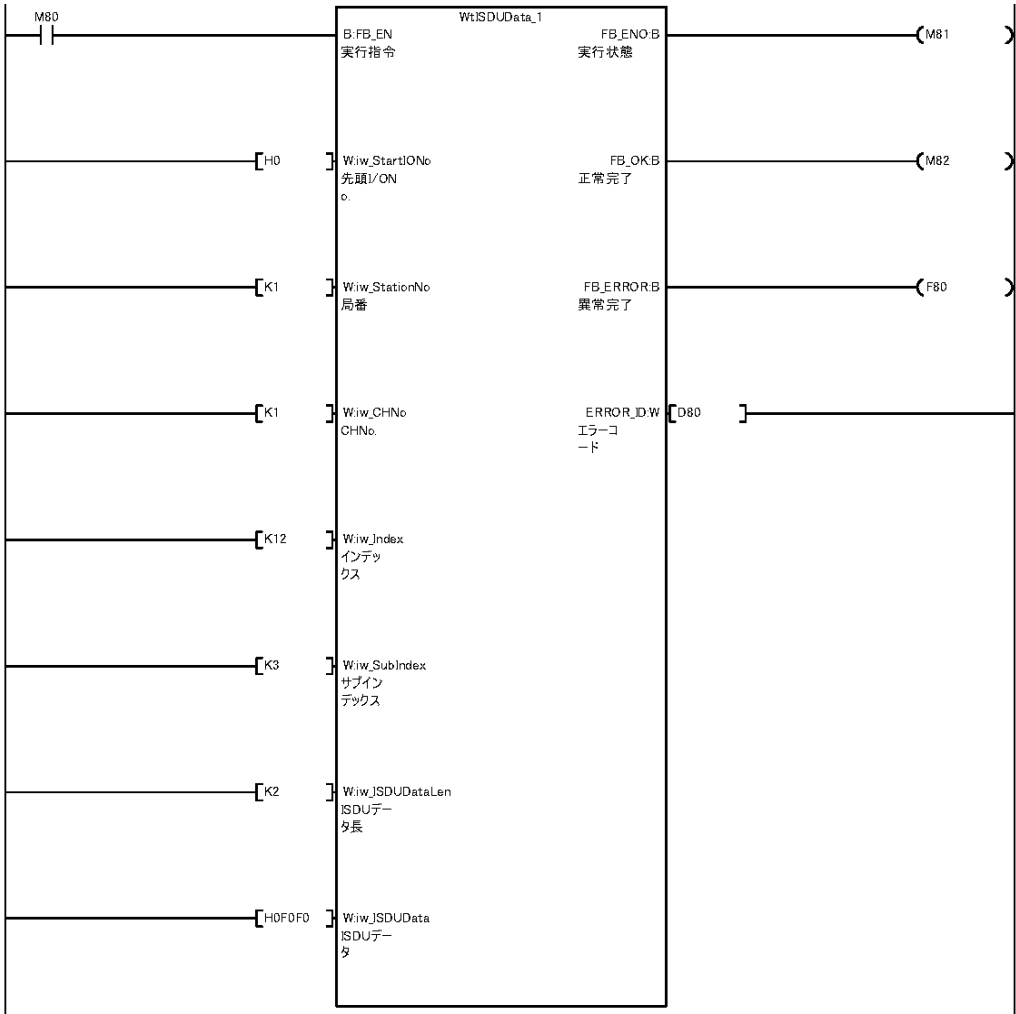 M80
WtISDUData_1
B:FB_EN
実行指令
FB_ENO:B
実行状態
M81
H0
W:iw_StartIONo
先頭I/ON
o.
FB_OK:B
正常完了
M82
K1
W:iw_StationNo
局番
FB_ERROR:B
異常完了
F80
K1
W:iw_CHNo
CHNo.
ERROR_ID:W
エラーコ
ード
D80
K12
W:iw_Index
インデッ
クス
K3
W:iw_SubIndex
サブイン
デックス
K2
W:iw_ISDUDataLen
ISDUデー
タ長
H0F0F0
W:iw_ISDUData
ISDUデー
タ